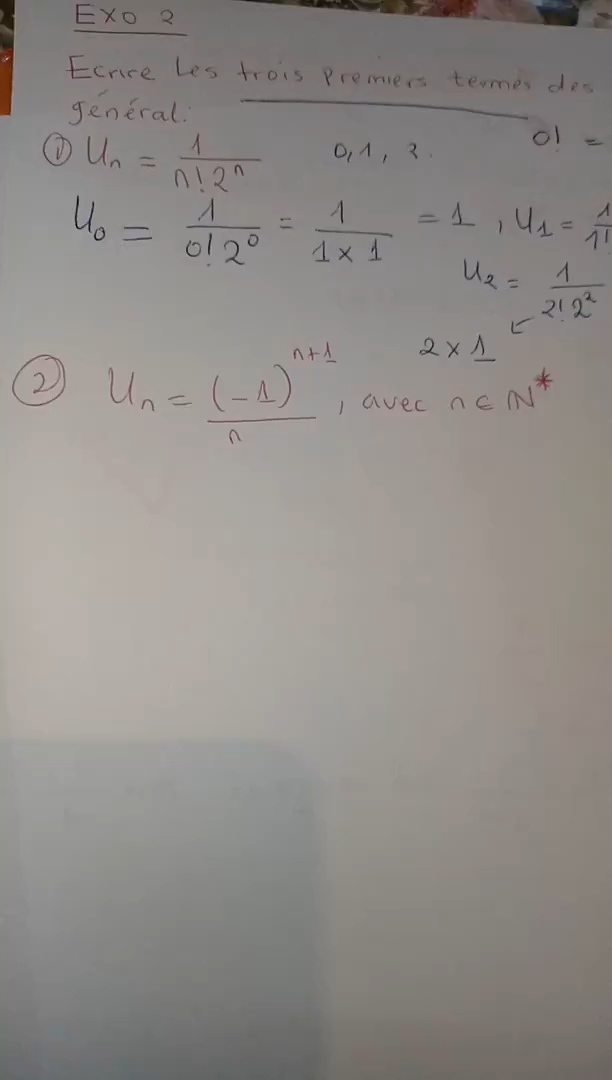 EXO 2
Ecrire les trois premiers termes des
général:
① Un = 1/(n! 2^n) 0, 1, 2. 0! =
U0 = 1/(0! 2^0) = 1/(1 x 1) = 1 , U1 = 1/1!
U2 = 1/(2! 2^2)
2 x 1
② Un = (-1)^(n+1)/n , avec n ∈ N*